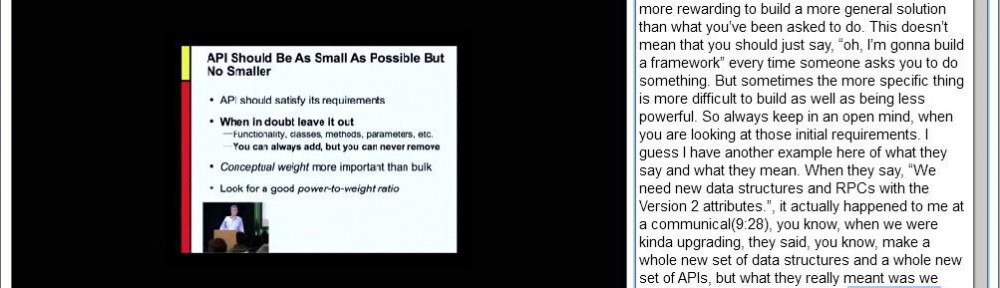 API Should Be As Small As Possible But
No Smaller
• API should satisfy its requirements
• When in doubt leave it out
—Functionality, classes, methods, parameters, etc.
—You can always add, but you can never remove
• Conceptual weight more important than bulk
• Look for a good power-to-weight ratio
more rewarding to build a more general solution
than what you've been asked to do. This doesn't
mean that you should just say, "oh, I'm gonna build
a framework" every time someone asks you to do
something. But sometimes the more specific thing
is more difficult to build as well as being less
powerful. So always keep in an open mind, when
you are looking at those initial requirements. I
guess I have another example here of what they
say and what they mean. When they say, "We
need new data structures and RPCs with the
Version 2 attributes.", it actually happened to me at
a communical(9:28), you know, when we were
kinda upgrading, they said, you know, make a
whole new set of data structures and a whole new
set of APIs, but what they really meant was we